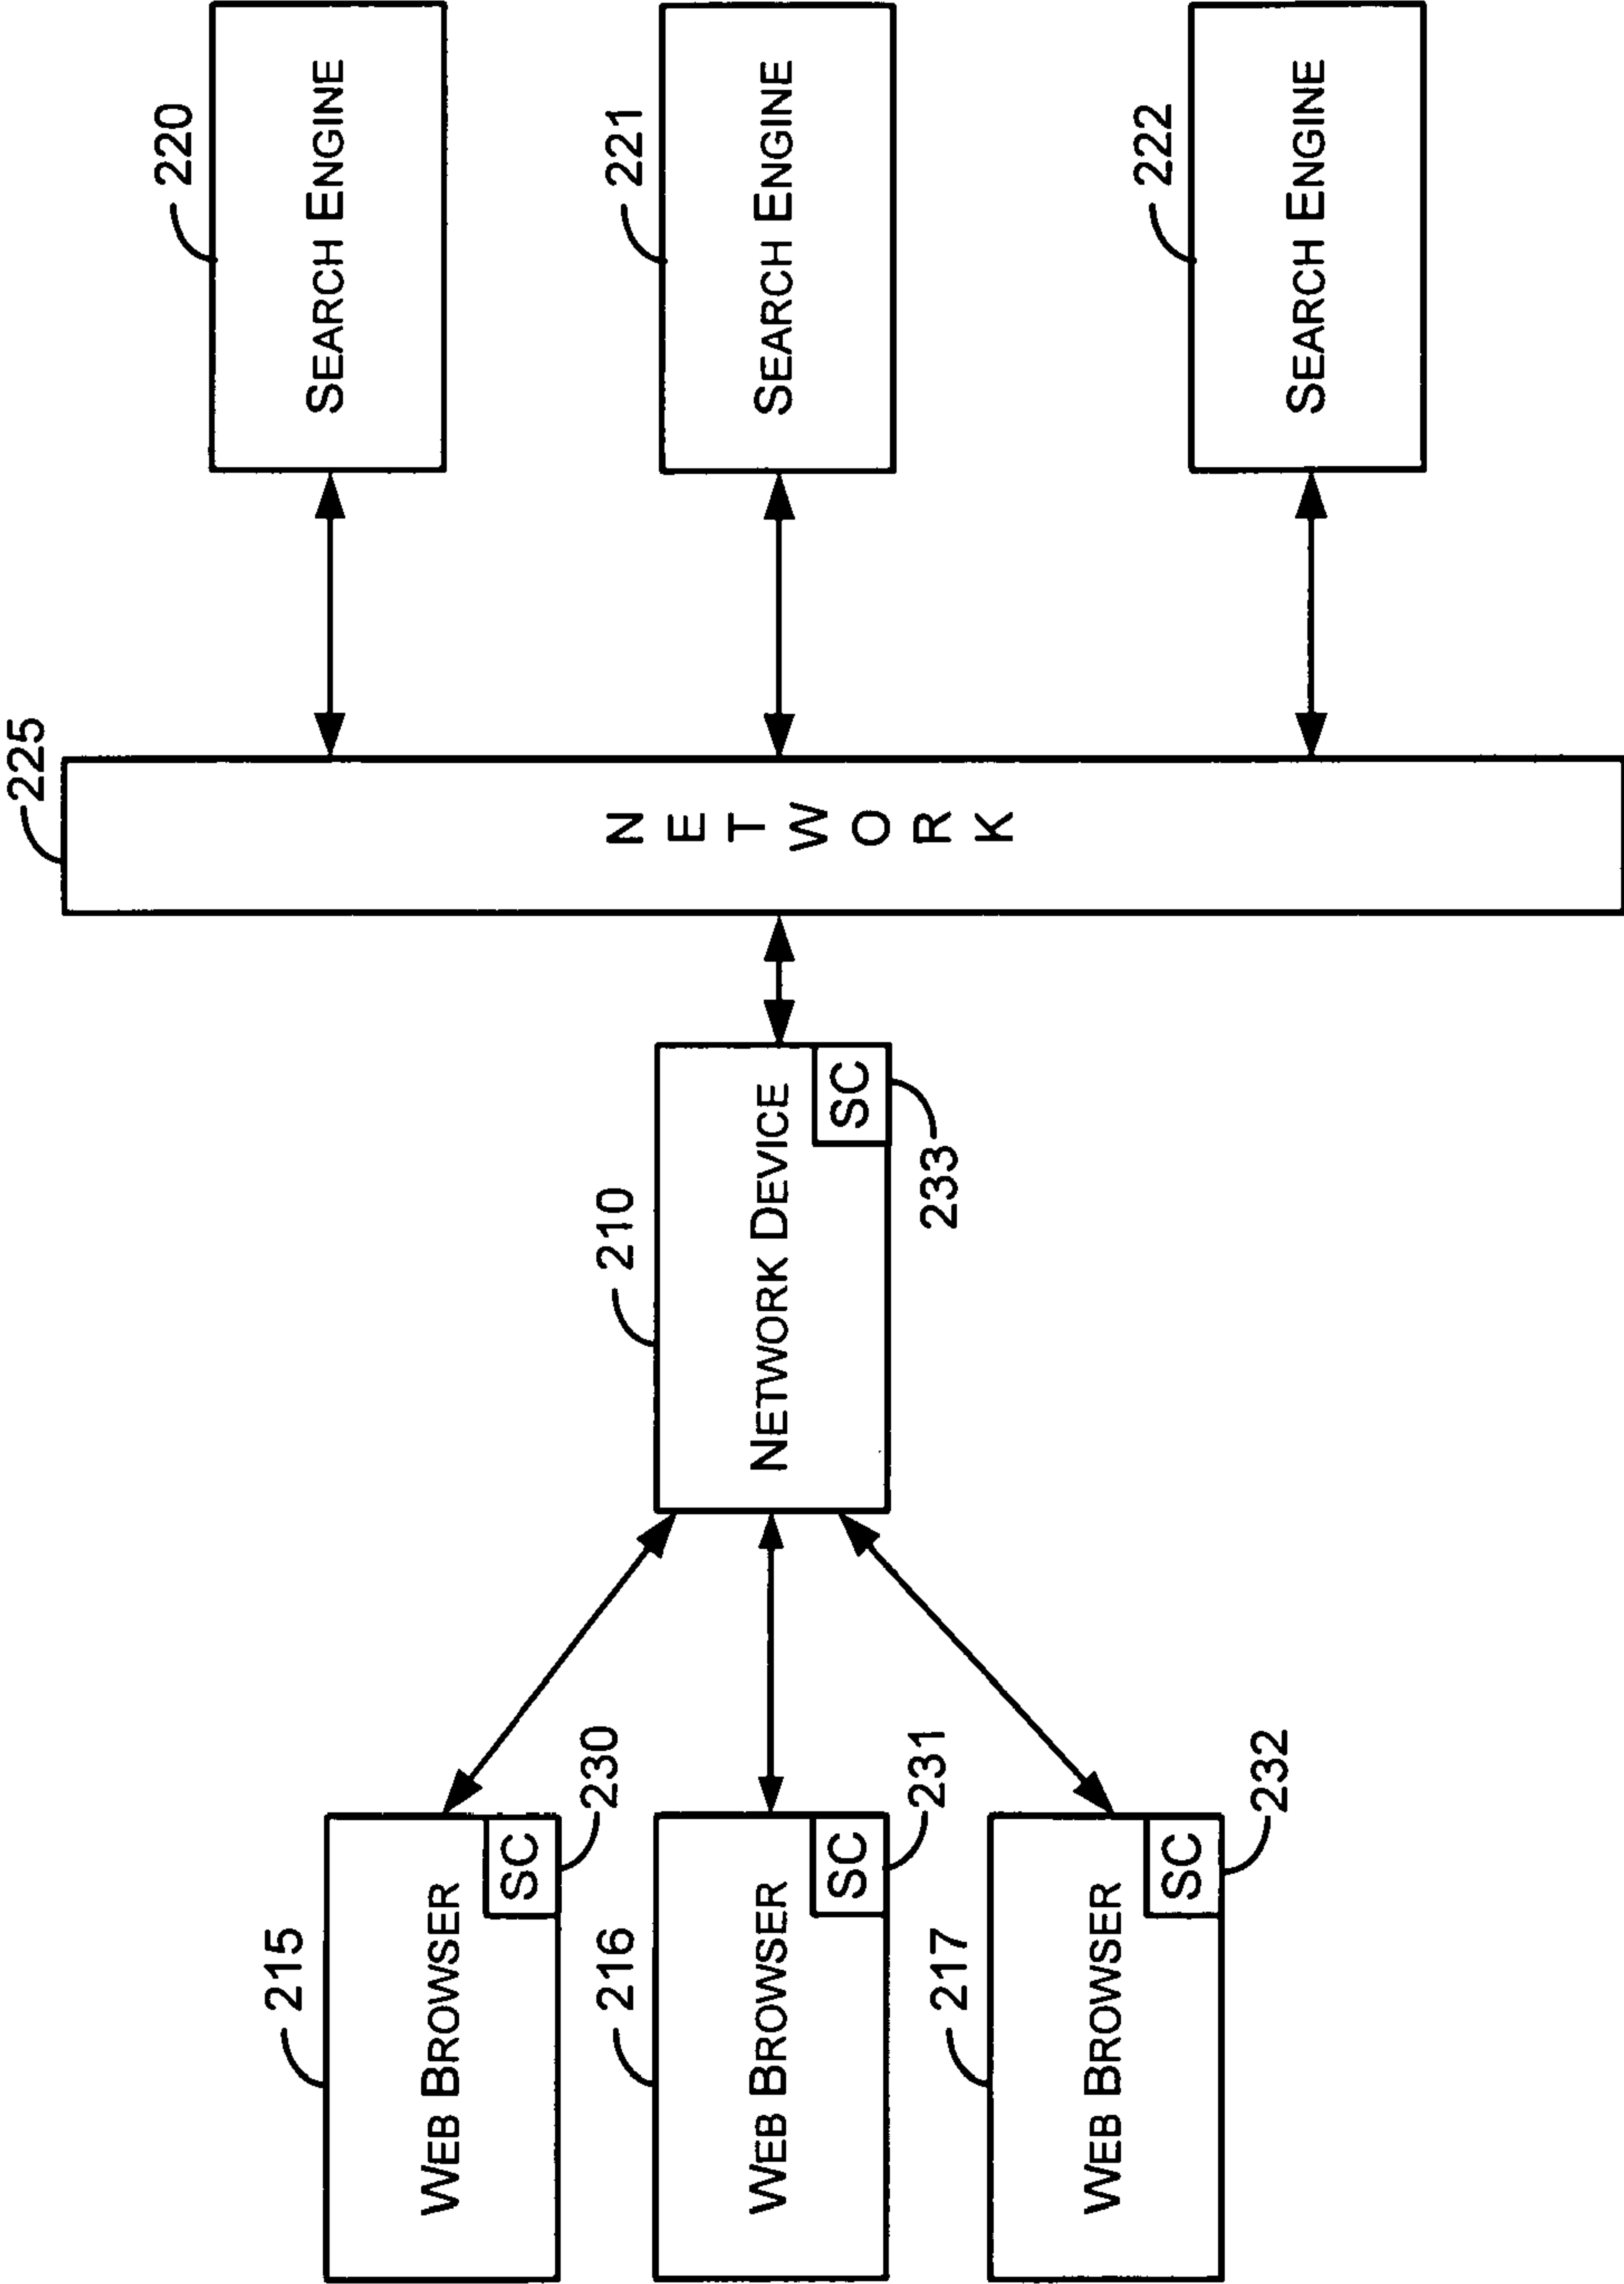 215
WEB BROWSER
SC
230
216
WEB BROWSER
SC
231
217
WEB BROWSER
SC
232
210
NETWORK DEVICE
SC
233
225
N
E
T
W
O
R
K
220
SEARCH ENGINE
221
SEARCH ENGINE
222
SEARCH ENGINE